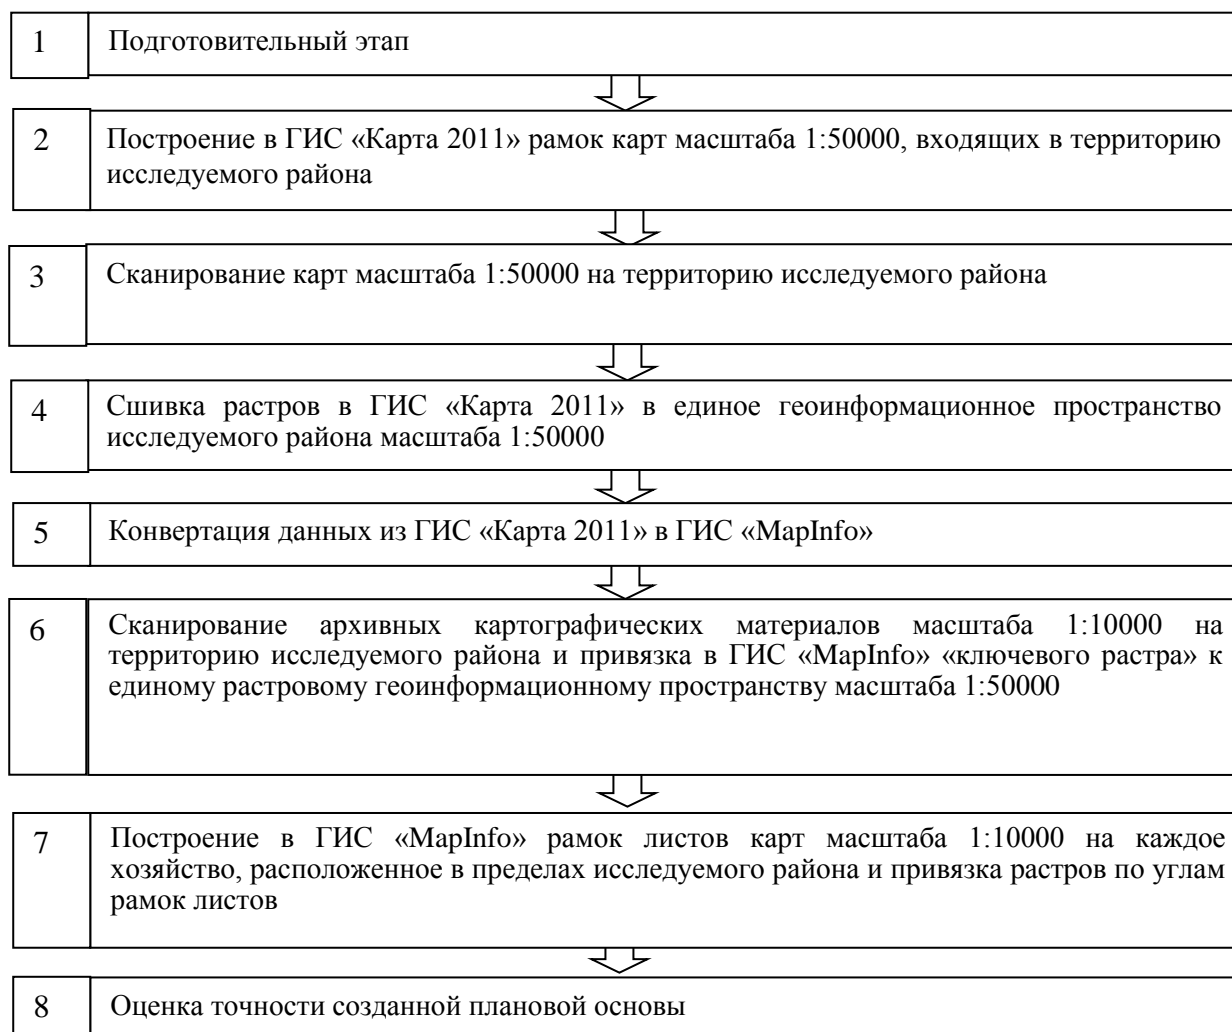 1 Подготовительный этап
2 Построение в ГИС «Карта 2011» рамок карт масштаба 1:50000, входящих в территорию
исследуемого района
3 Сканирование карт масштаба 1:50000 на территорию исследуемого района
4 Сшивка растров в ГИС «Карта 2011» в единое геоинформационное пространство
исследуемого района масштаба 1:50000
5 Конвертация данных из ГИС «Карта 2011» в ГИС «MapInfo»
6 Сканирование архивных картографических материалов масштаба 1:10000 на
территорию исследуемого района и привязка в ГИС «MapInfo» «ключевого растра» к
единому растровому геоинформационному пространству масштаба 1:50000
7 Построение в ГИС «MapInfo» рамок листов карт масштаба 1:10000 на каждое
хозяйство, расположенное в пределах исследуемого района и привязка растров по углам
рамок листов
8 Оценка точности созданной плановой основы